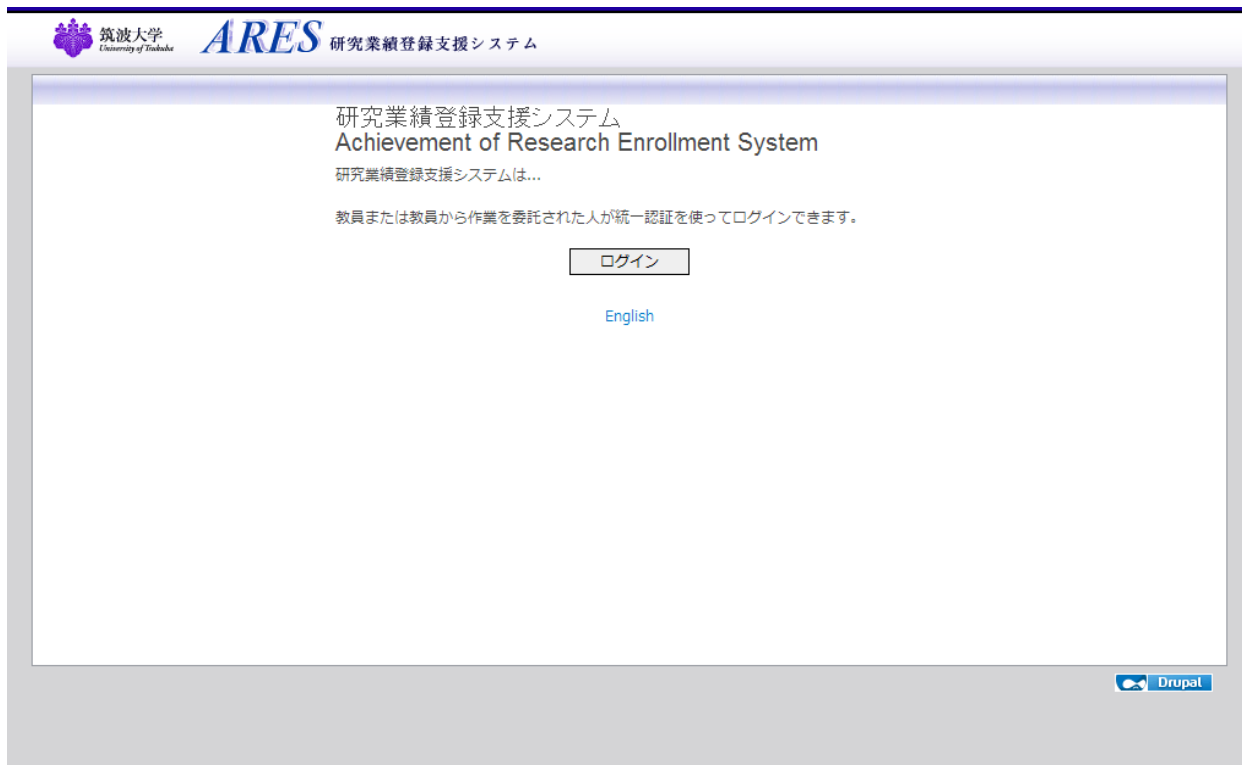 筑波大学
University of Tsukuba
ARES 研究業績登録支援システム
研究業績登録支援システム
Achievement of Research Enrollment System
研究業績登録支援システムは...
教員または教員から作業を委託された人が統一認証を使ってログインできます。
ログイン
English
Drupal